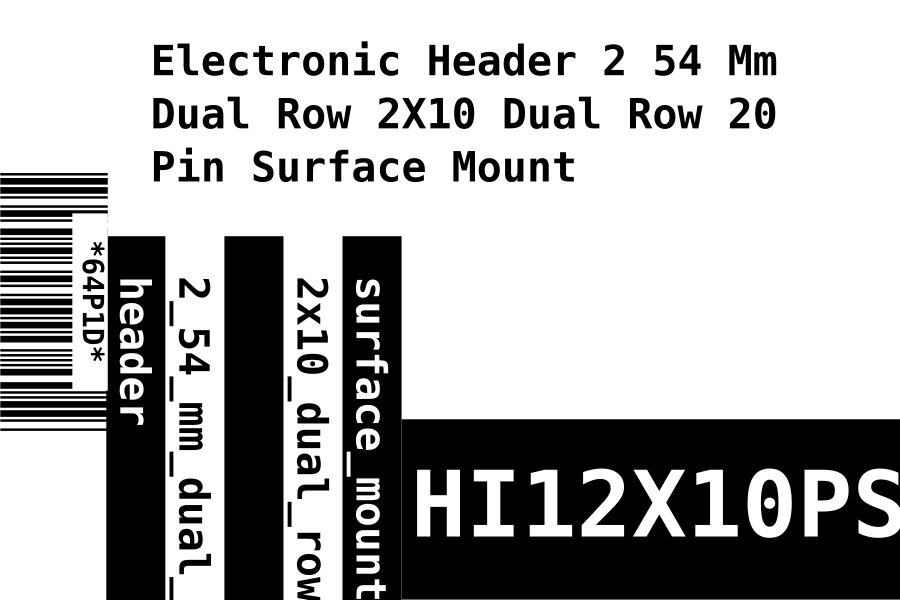 Electronic Header 2 54 Mm
Dual Row 2X10 Dual Row 20
Pin Surface Mount
*64P1D*
header
2_54_mm_dual_
2x10_dual_row
surface_mount
HI12X10PS